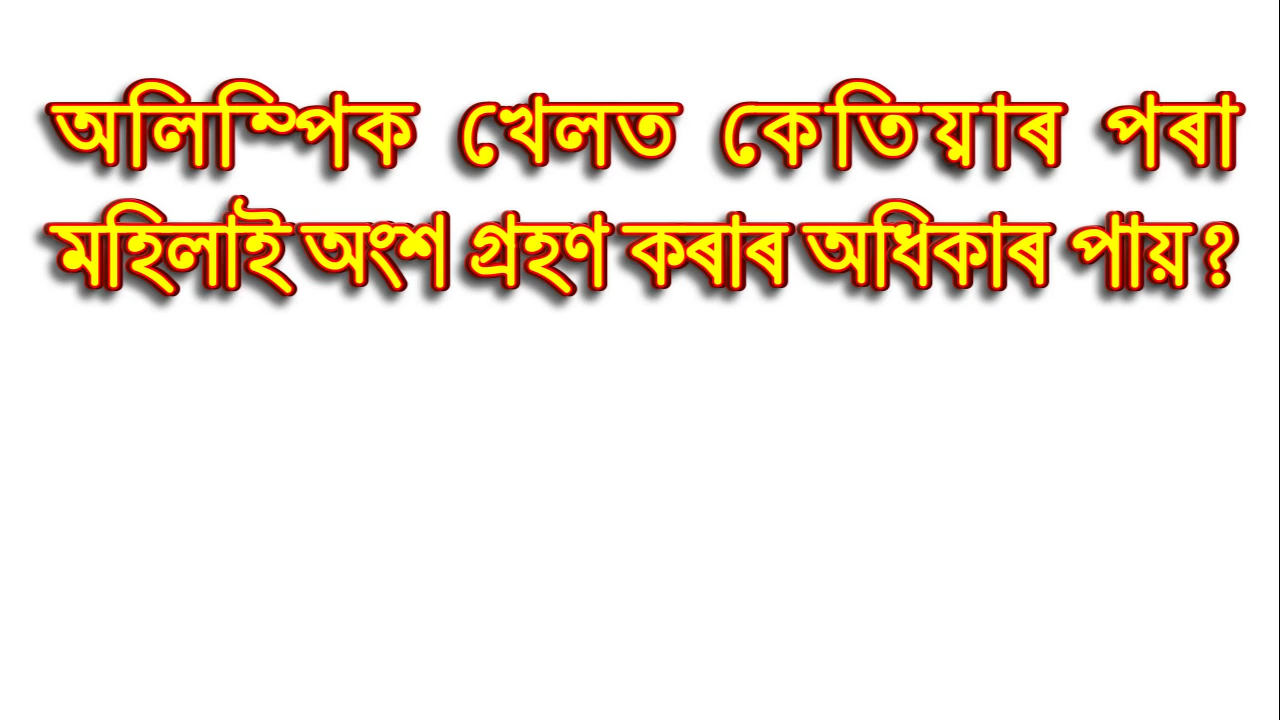 অলিম্পিক খেলত কেতিয়াৰ পৰা
মহিলাই অংশ গ্ৰহণ কৰাৰ অধিকাৰ পায়?